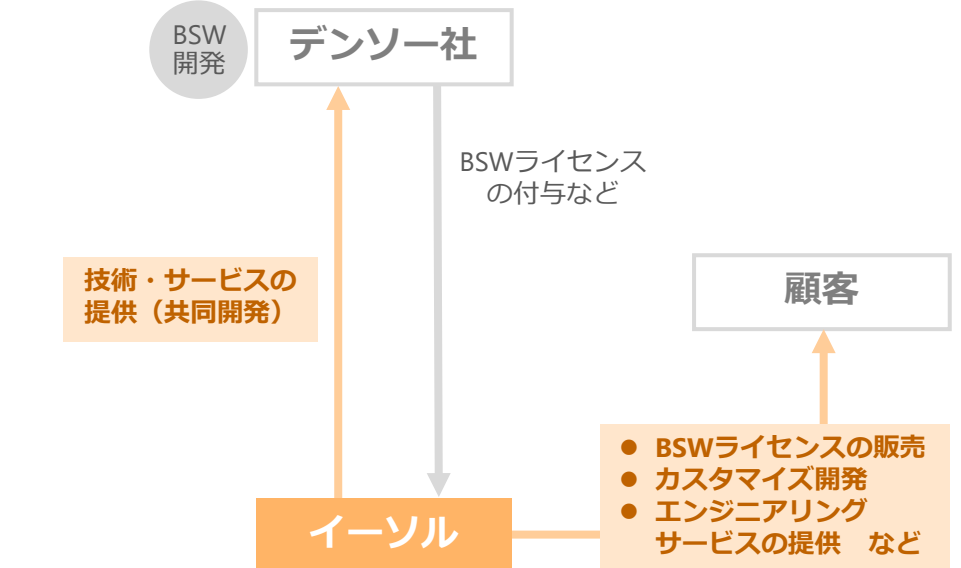 BSW
開発
デンソー社
BSWライセンス
の付与など
技術・サービスの
提供（共同開発）
顧客
● BSWライセンスの販売
● カスタマイズ開発
● エンジニアリング
サービスの提供　など
イーソル